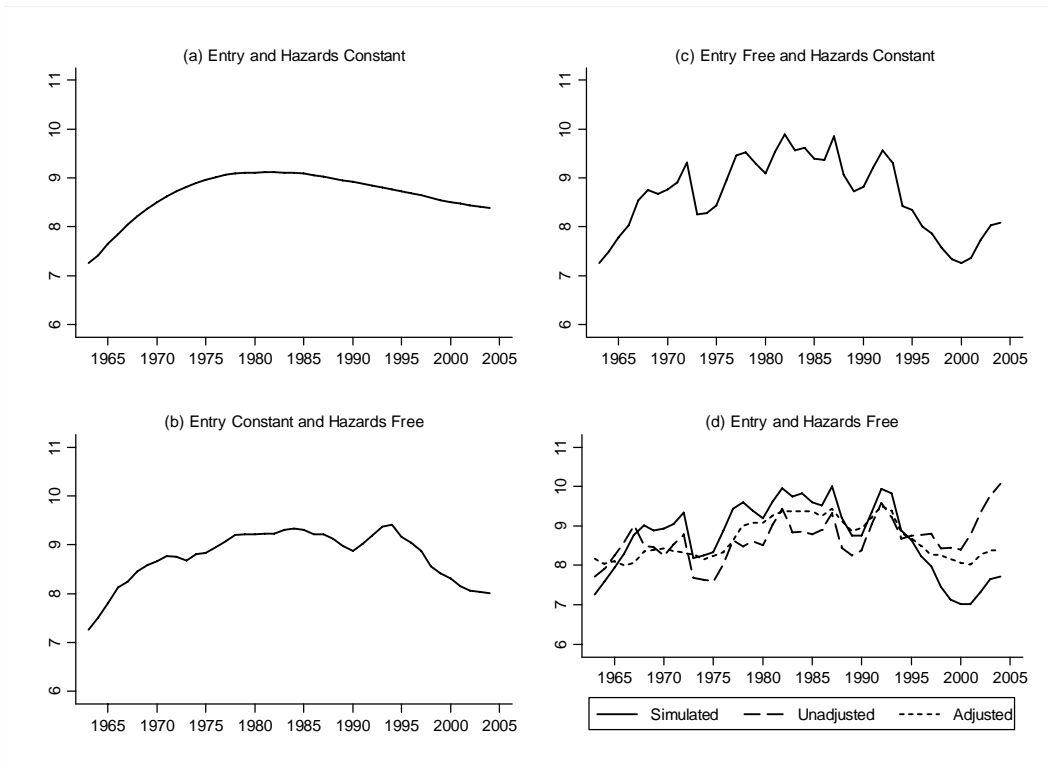 (a) Entry and Hazards Constant
11
10
9
8
7
6
1965 1970 1975 1980 1985 1990 1995 2000 2005
(c) Entry Free and Hazards Constant
11
10
9
8
7
6
1965 1970 1975 1980 1985 1990 1995 2000 2005
(b) Entry Constant and Hazards Free
11
10
9
8
7
6
1965 1970 1975 1980 1985 1990 1995 2000 2005
(d) Entry and Hazards Free
11
10
9
8
7
6
1965 1970 1975 1980 1985 1990 1995 2000 2005
Simulated Unadjusted Adjusted